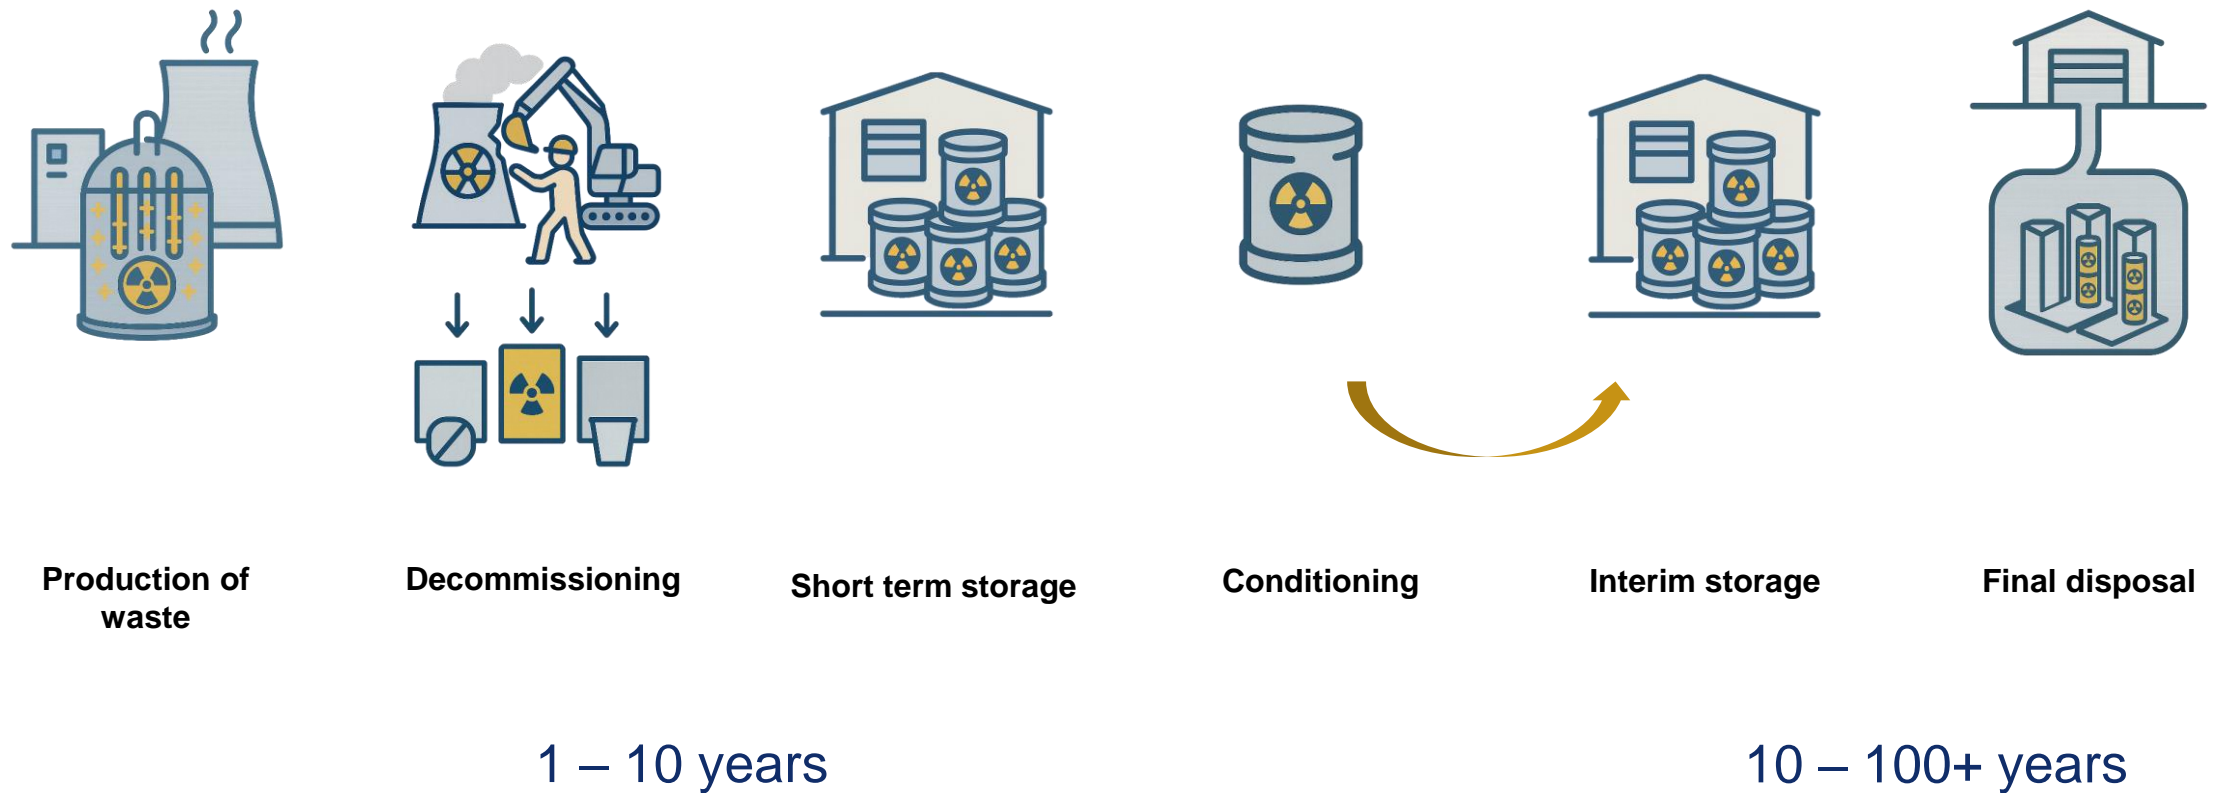 Production of
waste
Decommissioning
Short term storage
Conditioning
Interim storage
Final disposal
1 – 10 years
10 – 100+ years